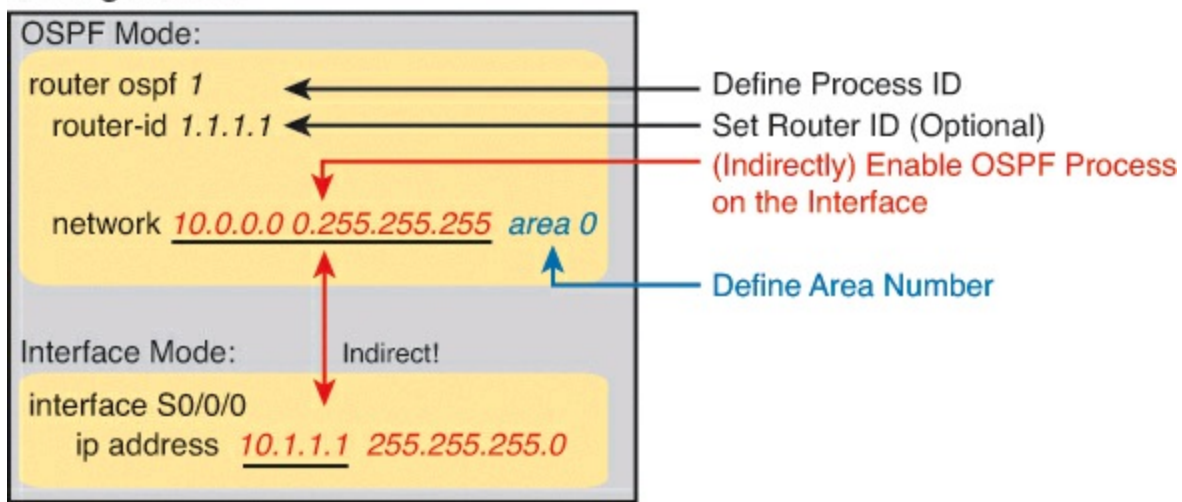 OSPF Mode:
router ospf 1
Define Process ID
router-id 1.1.1.1
Set Router ID (Optional)
(Indirectly) Enable OSPF Process
on the Interface
network 10.0.0.0 0.255.255.255 area 0
Define Area Number
Interface Mode:
Indirect!
interface S0/0/0
ip address 10.1.1.1 255.255.255.0